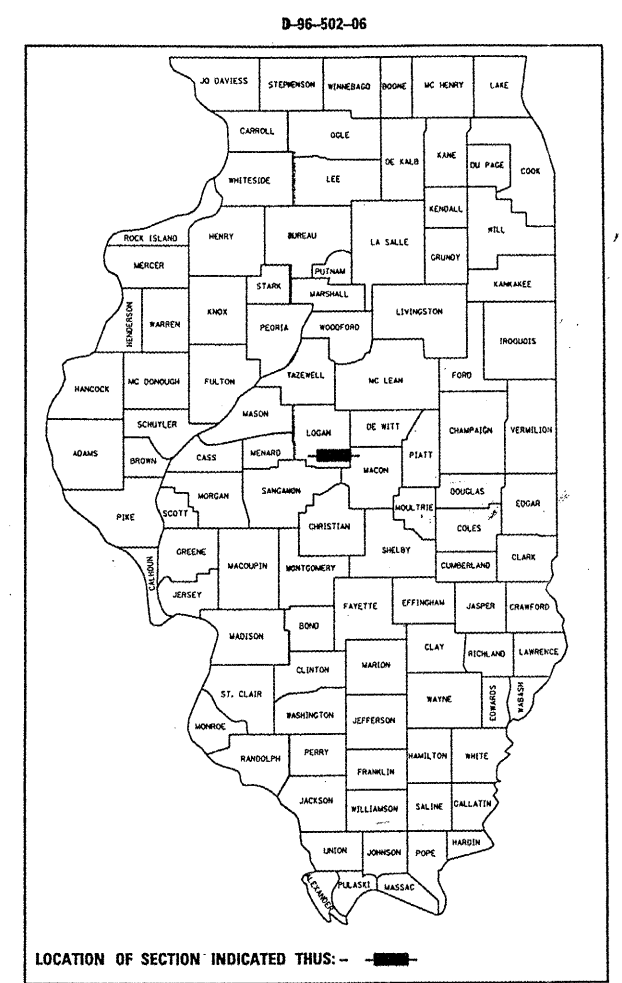 D-96-502-06
JO DAVIESS STEPHENSON WINNEBAGO BOONE MC HENRY LAKE
CARROLL OGLE
DE KALB KANE DU PAGE COOK
WHITESIDE LEE
KENDALL
ROCK ISLAND HENRY BUREAU LA SALLE WILL
MERCER GRUNDY
PUTNAM
STARK MARSHALL KANKAKEE
HENDERSON WARREN KNOX PEORIA WOODFORD LIVINGSTON IROQUOIS
HANCOCK MC DONOUGH FULTON TAZEWELL MC LEAN FORD
MASON
SCHUYLER LOGAN DE WITT CHAMPAIGN VERMILION
ADAMS BROWN CASS MENARD MACON PIATT
MORGAN SANGAMON DOUGLAS EDGAR
PIKE SCOTT CHRISTIAN MOULTRIE COLES
GREENE SHELBY CLARK
CALHOUN MACOUPIN MONTGOMERY CUMBERLAND
JERSEY FAYETTE EFFINGHAM JASPER CRAWFORD
MADISON BOND
CLAY RICHLAND LAWRENCE
CLINTON MARION
ST. CLAIR WAYNE EDWARDS WABASH
MONROE WASHINGTON JEFFERSON
RANDOLPH PERRY HAMILTON WHITE
FRANKLIN
JACKSON WILLIAMSON SALINE GALLATIN
UNION JOHNSON POPE HARDIN
ALEXANDER PULASKI MASSAC
LOCATION OF SECTION INDICATED THUS:-